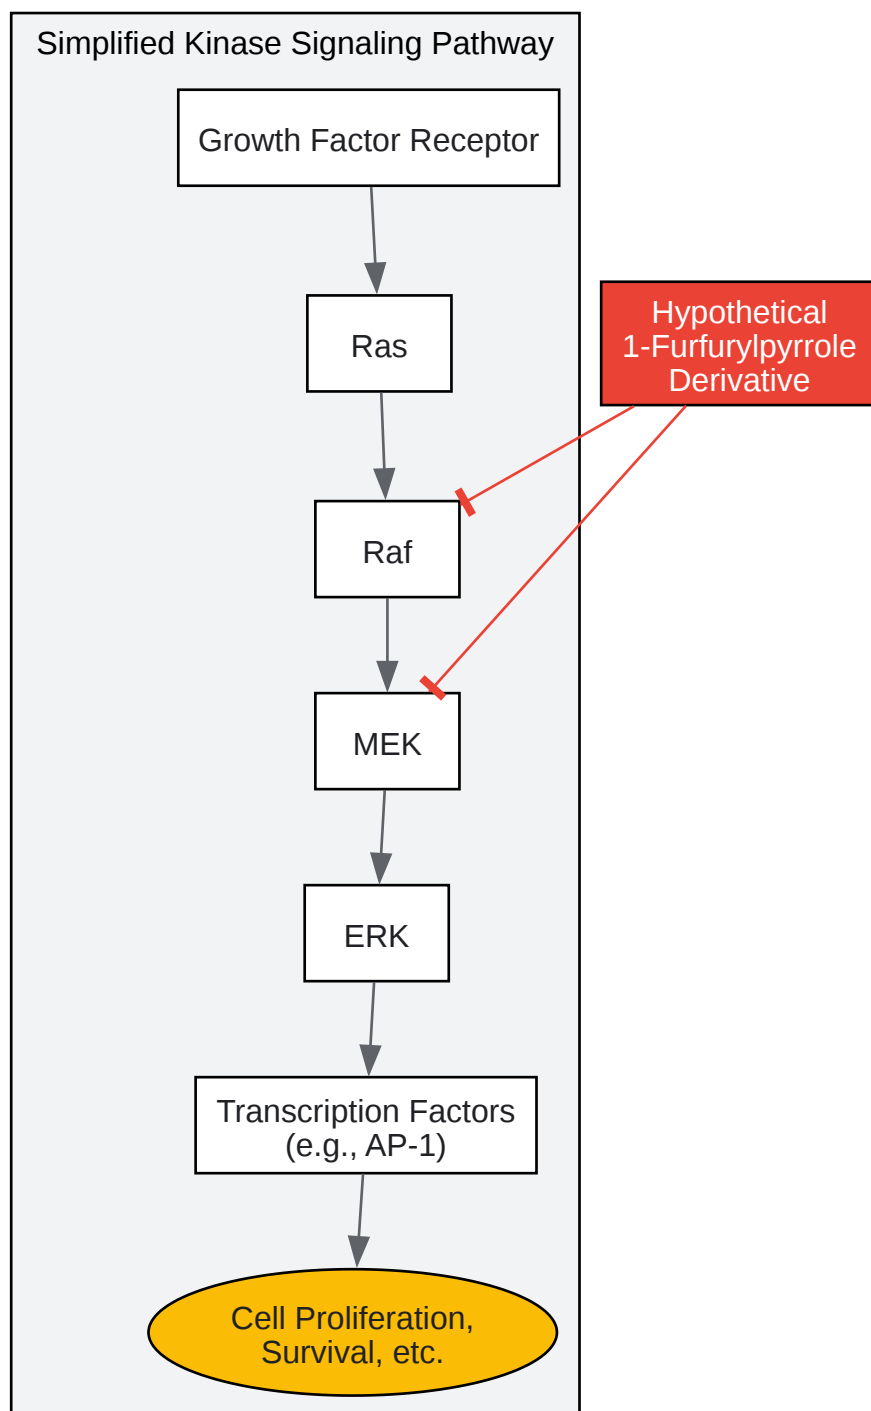 Simplified Kinase Signaling Pathway
Growth Factor Receptor
Ras
Hypothetical
1-Furfurylpyrrole
Derivative
Raf
MEK
ERK
Transcription Factors
(e.g., AP-1)
Cell Proliferation,
Survival, etc.